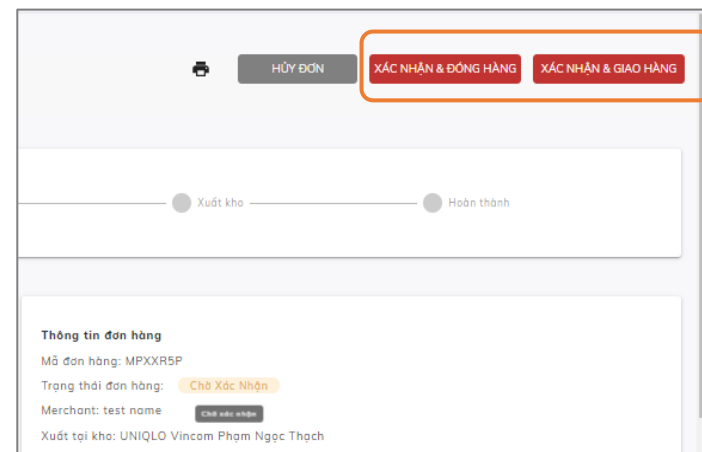 HỦY ĐƠN XÁC NHẬN & ĐÓNG HÀNG XÁC NHẬN & GIAO HÀNG
Xuất kho Hoàn thành
Thông tin đơn hàng
Mã đơn hàng: MPXXR5P
Trạng thái đơn hàng: Chờ Xác Nhận
Merchant: test name Chờ xác nhận
Xuất tại kho: UNIQLO Vincom Phạm Ngọc Thạch